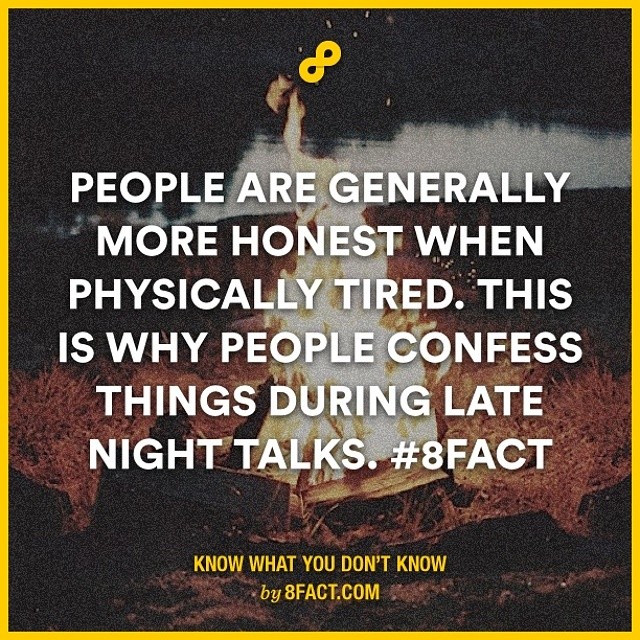 PEOPLE ARE GENERALLY
MORE HONEST WHEN
PHYSICALLY TIRED. THIS
IS WHY PEOPLE CONFESS
THINGS DURING LATE
NIGHT TALKS. #8FACT
KNOW WHAT YOU DON'T KNOW
by 8FACT.COM